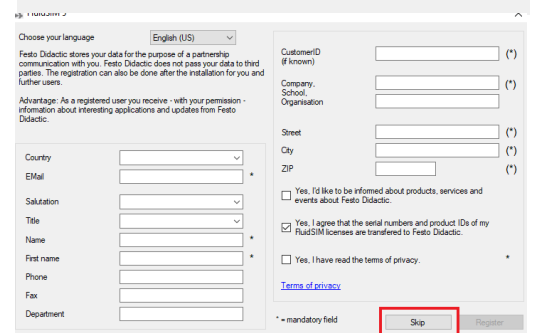 FluidSIM 5
Choose your language
English (US)
Festo Didactic stores your data for the purpose of a partnership
communication with you. Festo Didactic does not pass your data to third
parties. The registration can also be done after the installation for you and
further users.
Advantage: As a registered user you receive - with your permission -
information about interesting applications and updates from Festo
Didactic.
Country
EMail *
Salutation
Title
Name *
First name *
Phone
Fax
Department
CustomerID (*)
(if known)
Company, (*)
School,
Organisation
Street (*)
City (*)
ZIP (*)
Yes, I'd like to be informed about products, services and
events about Festo Didactic.
Yes, I agree that the serial numbers and product IDs of my
FluidSIM licenses are transfered to Festo Didactic.
Yes, I have read the terms of privacy. *
Terms of privacy
* = mandatory field
Skip
Register